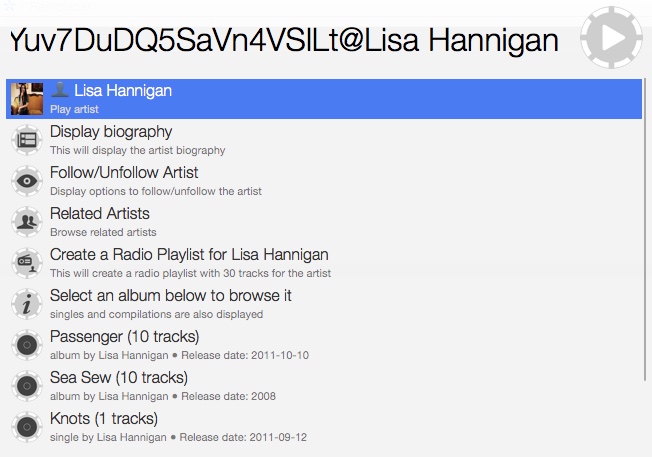 Yuv7DuDQ5SaVn4VSlLt@Lisa Hannigan
Lisa Hannigan
Play artist
Display biography
This will display the artist biography
Follow/Unfollow Artist
Display options to follow/unfollow the artist
Related Artists
Browse related artists
Create a Radio Playlist for Lisa Hannigan
This will create a radio playlist with 30 tracks for the artist
Select an album below to browse it
singles and compilations are also displayed
Passenger (10 tracks)
album by Lisa Hannigan ● Release date: 2011-10-10
Sea Sew (10 tracks)
album by Lisa Hannigan ● Release date: 2008
Knots (1 tracks)
single by Lisa Hannigan ● Release date: 2011-09-12